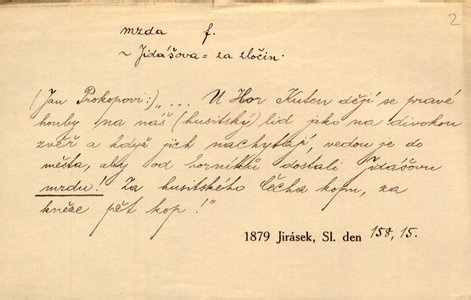 2
mzda f.
~ Jidášova = za zločin.
(Jan Prokopovi:) „... U Hor Kuten dějí se pravé
honby (na náš (husitský) lid jako na divokou
zvěř a když jich nachytají, vedou je do
města, aby od horníků dostali Jidášovu
mzdu! Za husitského Čecha kopu, za
kněze pět kop!"
1879 Jirásek, Sl. den 158, 15.